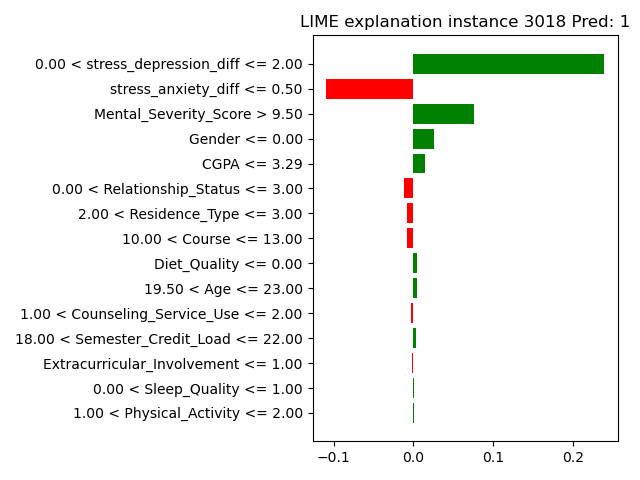 LIME explanation instance 3018 Pred: 1
0.00 < stress_depression_diff <= 2.00
stress_anxiety_diff <= 0.50
Mental_Severity_Score > 9.50
Gender <= 0.00
CGPA <= 3.29
0.00 < Relationship_Status <= 3.00
2.00 < Residence_Type <= 3.00
10.00 < Course <= 13.00
Diet_Quality <= 0.00
19.50 < Age <= 23.00
1.00 < Counseling_Service_Use <= 2.00
18.00 < Semester_Credit_Load <= 22.00
Extracurricular_Involvement <= 1.00
0.00 < Sleep_Quality <= 1.00
1.00 < Physical_Activity <= 2.00
−0.1 0.0 0.1 0.2